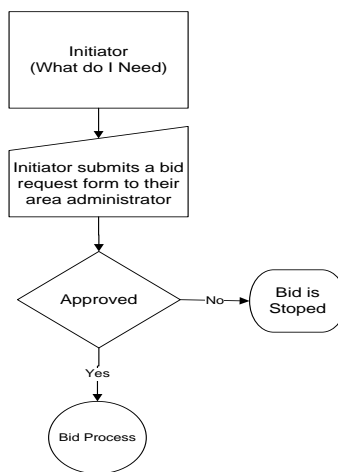 Initiator
(What do I Need)
Initiator submits a bid
request form to their
area administrator
Approved
No
Bid is
Stoped
Yes
Bid Process